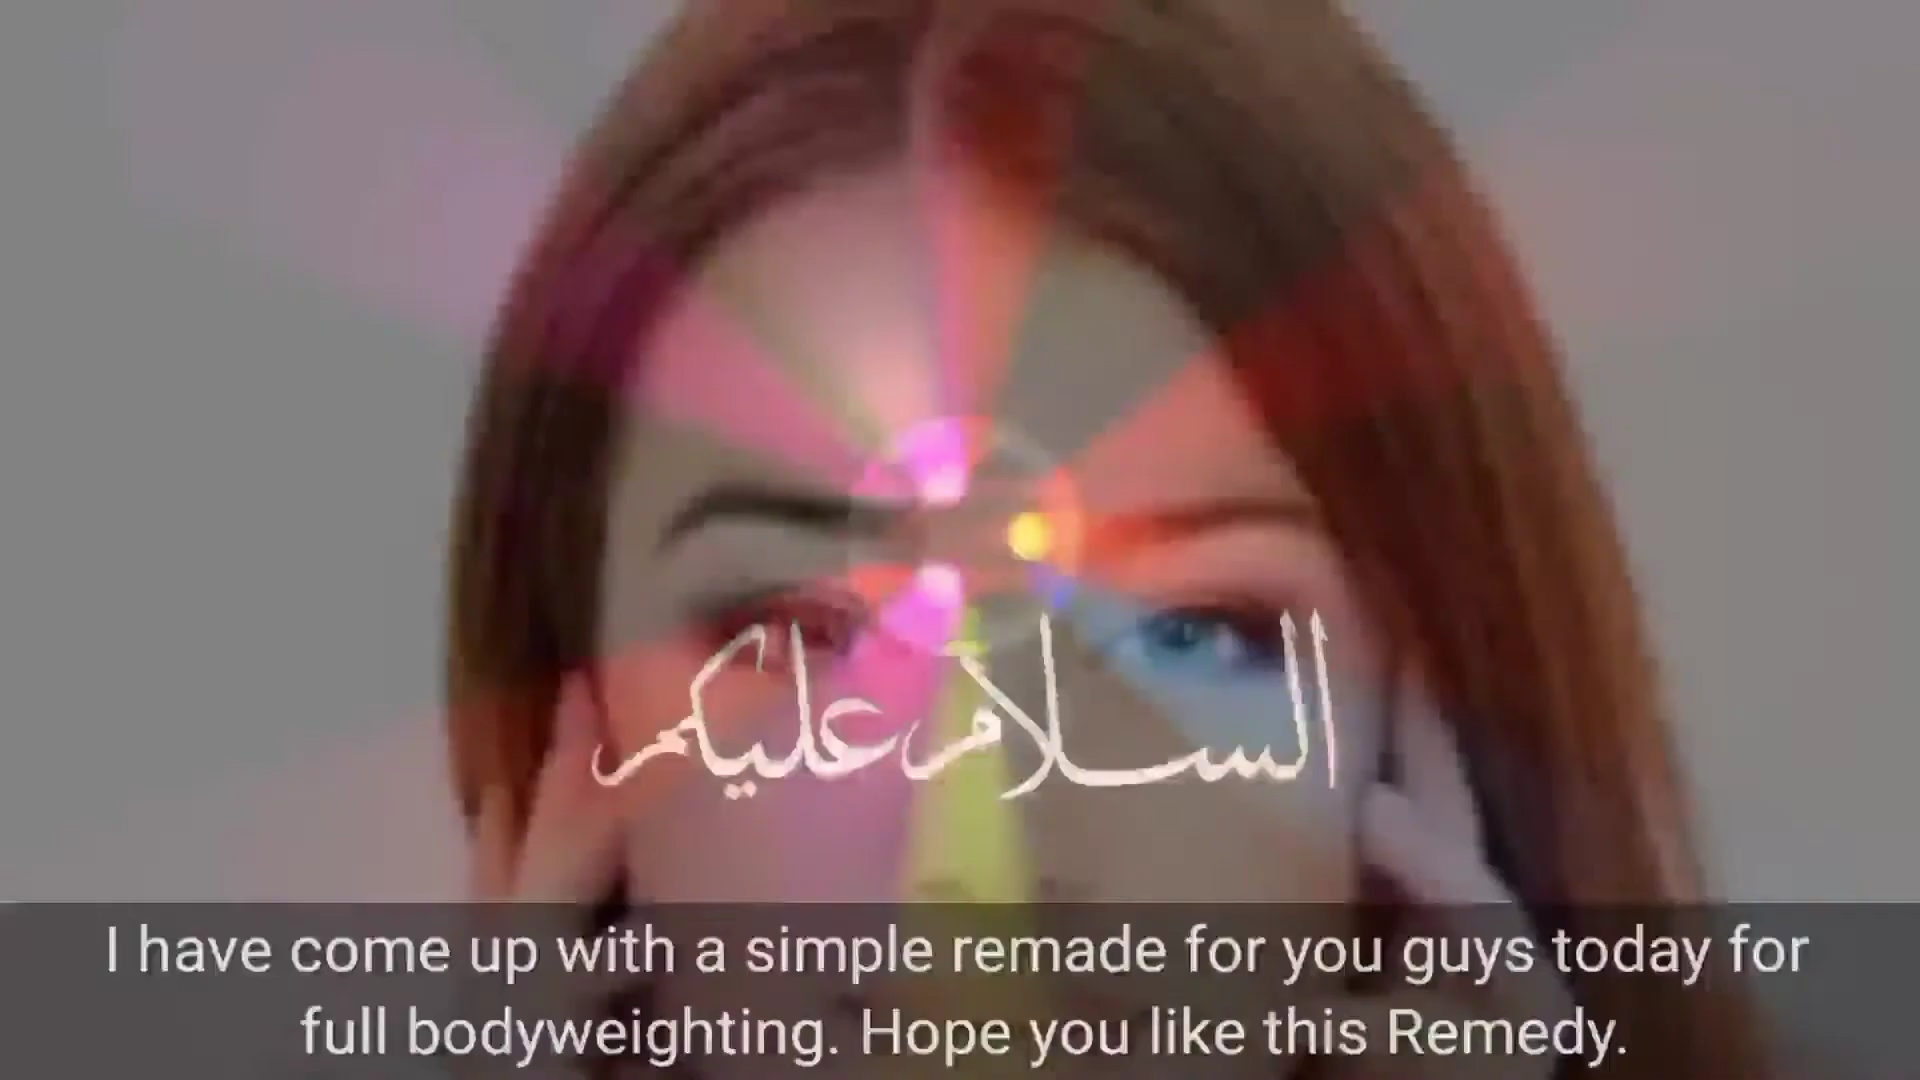 السلام عليكم
I have come up with a simple remade for you guys today for
full bodyweighting. Hope you like this Remedy.